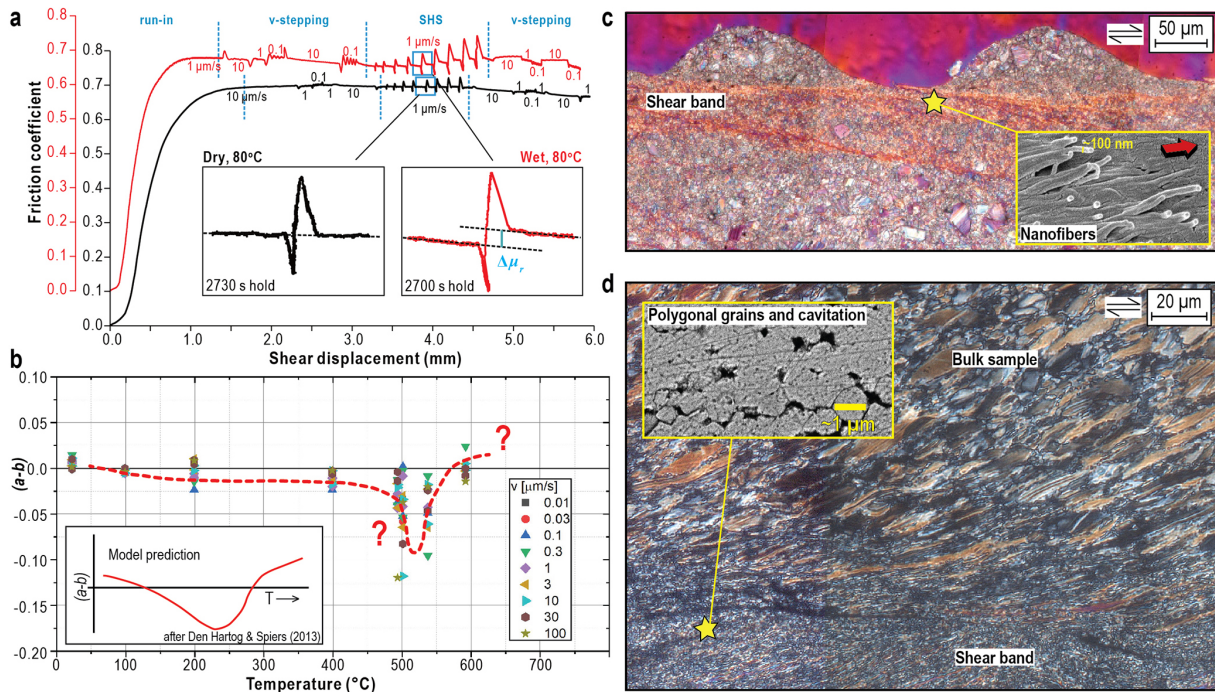 a
run-in
v-stepping
SHS
v-stepping
0.8
0.7
0.6
0.5
0.4
0.3
0.2
0.1
0.0
0.8
0.7
0.6
0.5
0.4
0.3
0.2
0.1
0.0
Friction coefficient
1 μm/s
10
1
0.1
10
0.1
1
1 μm/s
10
1
0.1
10
0.1
10 μm/s
1
0.1
1
10
1 μm/s
10
1
0.1
10
1
Dry, 80°C
2730 s hold
Wet, 80°C
Δμr
2700 s hold
0.0 1.0 2.0 3.0 4.0 5.0 6.0
Shear displacement (mm)
b
0.10
0.05
0.0
-0.05
-0.10
-0.15
-0.20
(a-b)
?
?
v [μm/s]
0.01
0.03
0.1
0.3
1
3
10
30
100
Model prediction
(a-b)
T →
after Den Hartog & Spiers (2013)
0 100 200 300 400 500 600 700
Temperature (°C)
c
50 μm
Shear band
~100 nm
Nanofibers
d
20 μm
Polygonal grains and cavitation
~1 μm
Bulk sample
Shear band